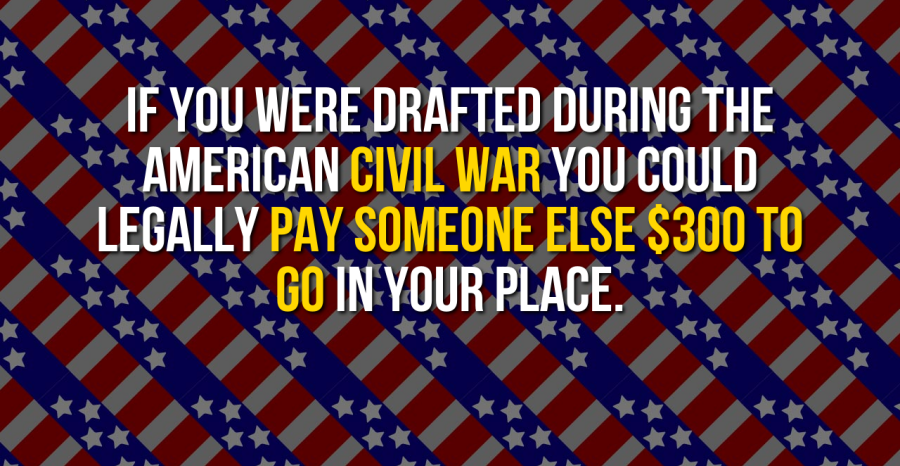 IF YOU WERE DRAFTED DURING THE
AMERICAN CIVIL WAR YOU COULD
LEGALLY PAY SOMEONE ELSE $300 TO
GO IN YOUR PLACE.